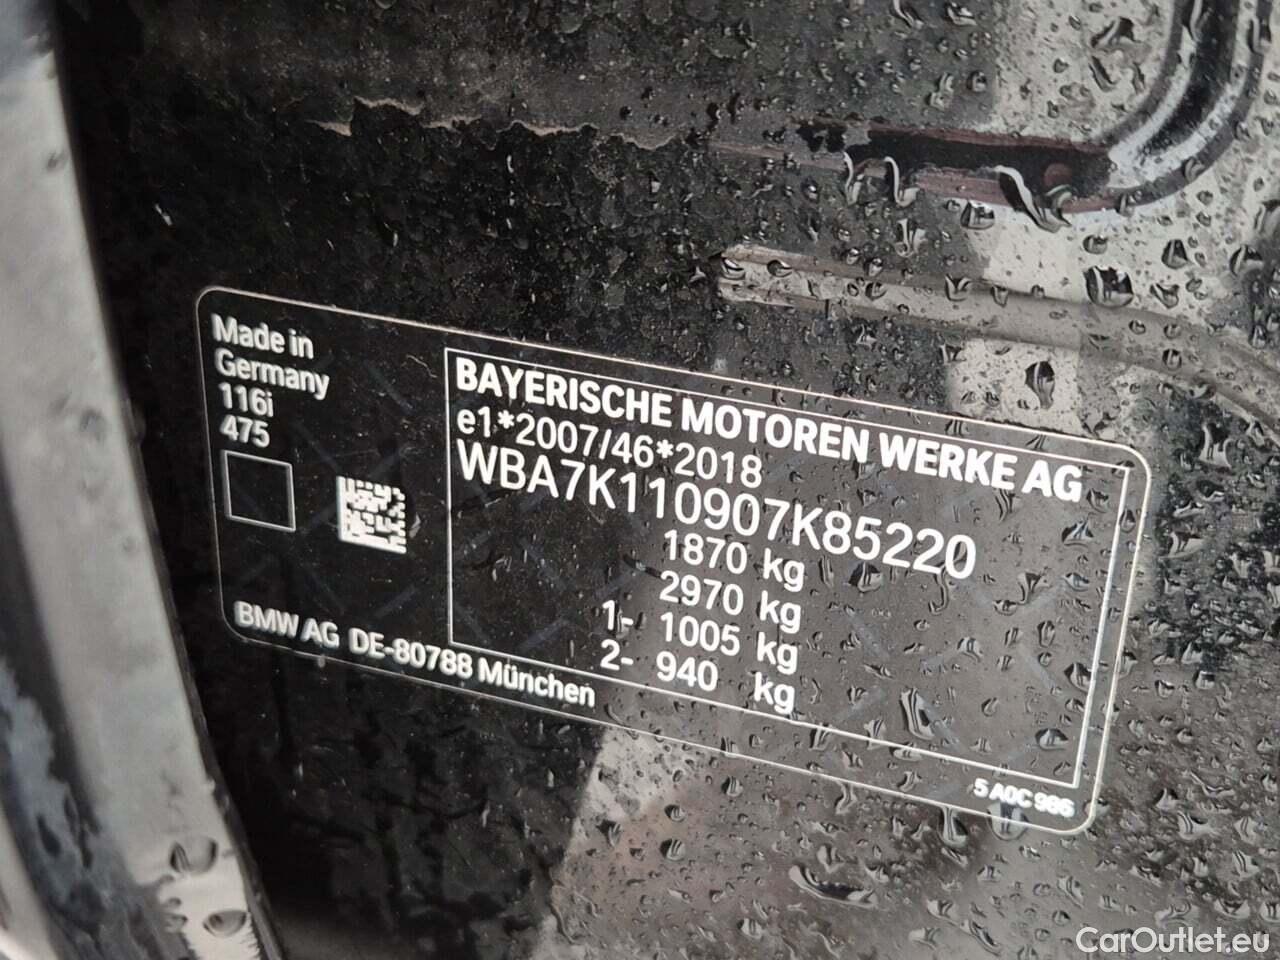 Made in
Germany
116i
475
BMW AG DE-80788 München
BAYERISCHE MOTOREN WERKE AG
e1*2007/46*2018
WBA7K110907K85220
1870 kg
2970 kg
1- 1005 kg
2- 940 kg
5 A0C 986
CarOutlet.eu